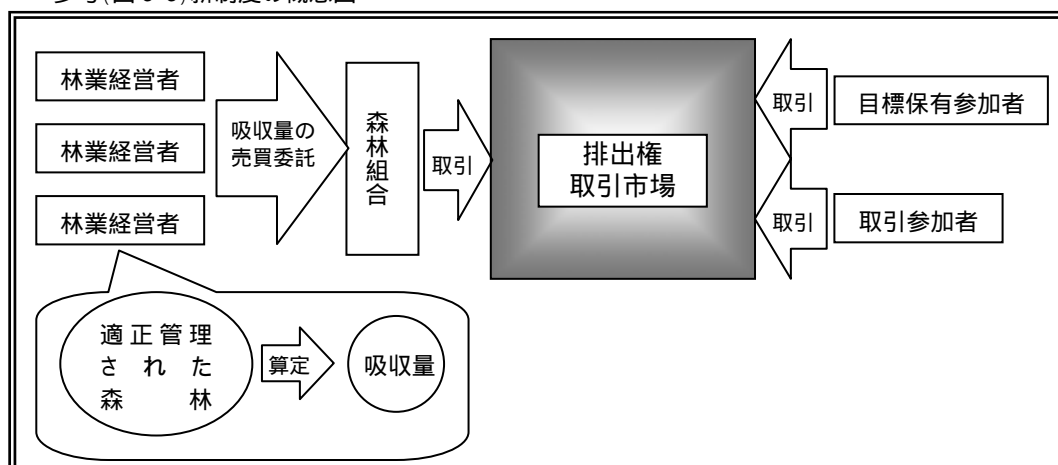 林業経営者
林業経営者
林業経営者
吸収量の
売買委託
森林組合
取引
排出権
取引市場
取引
目標保有参加者
取引
取引参加者
適正管理
された
森林
算定
吸収量